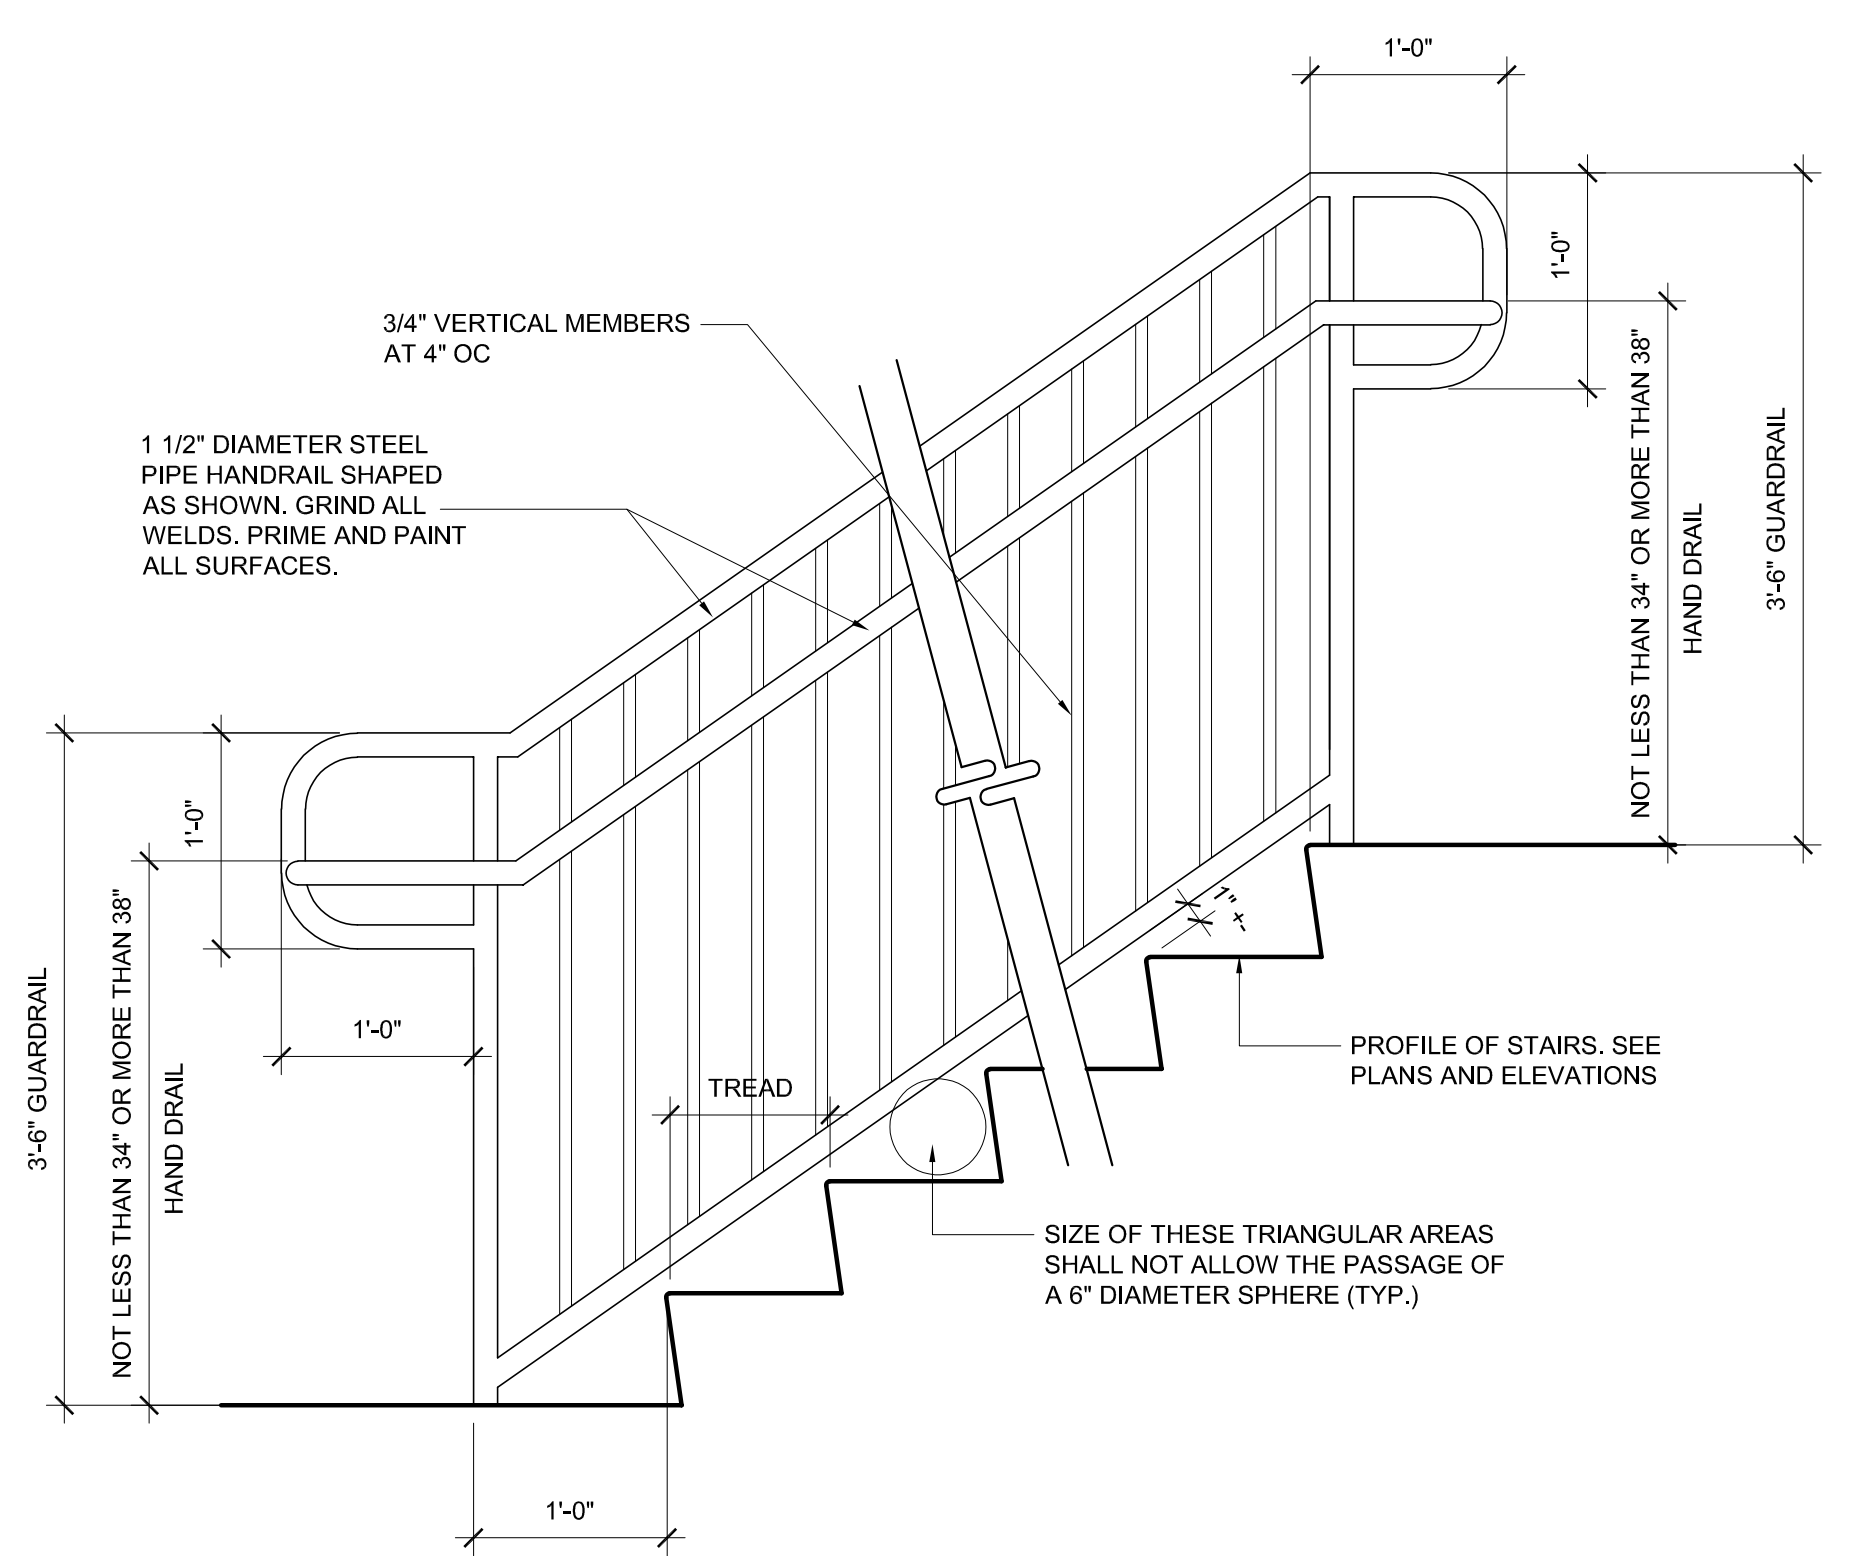 1'-0"
1'-0"
3/4" VERTICAL MEMBERS
AT 4" OC
1 1/2" DIAMETER STEEL
PIPE HANDRAIL SHAPED
AS SHOWN. GRIND ALL
WELDS. PRIME AND PAINT
ALL SURFACES.
NOT LESS THAN 34" OR MORE THAN 38"
HAND DRAIL
3'-6" GUARDRAIL
1'-0"
3'-6" GUARDRAIL
NOT LESS THAN 34" OR MORE THAN 38"
HAND DRAIL
1'-0"
TREAD
1" +-
PROFILE OF STAIRS. SEE
PLANS AND ELEVATIONS
SIZE OF THESE TRIANGULAR AREAS
SHALL NOT ALLOW THE PASSAGE OF
A 6" DIAMETER SPHERE (TYP.)
1'-0"